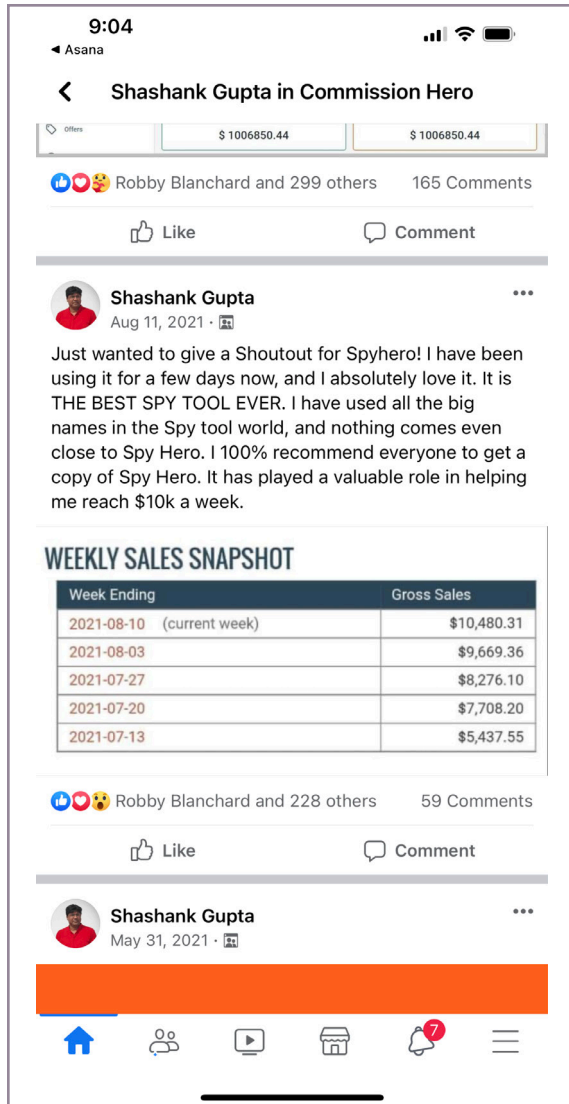 9:04
◀ Asana
Shashank Gupta in Commission Hero
Offers
$ 1006850.44 $ 1006850.44
Robby Blanchard and 299 others 165 Comments
Like Comment
Shashank Gupta
Aug 11, 2021 ·
Just wanted to give a Shoutout for Spyhero! I have been
using it for a few days now, and I absolutely love it. It is
THE BEST SPY TOOL EVER. I have used all the big
names in the Spy tool world, and nothing comes even
close to Spy Hero. I 100% recommend everyone to get a
copy of Spy Hero. It has played a valuable role in helping
me reach $10k a week.
WEEKLY SALES SNAPSHOT
Week Ending Gross Sales
2021-08-10 (current week) $10,480.31
2021-08-03 $9,669.36
2021-07-27 $8,276.10
2021-07-20 $7,708.20
2021-07-13 $5,437.55
Robby Blanchard and 228 others 59 Comments
Like Comment
Shashank Gupta
May 31, 2021 ·
7